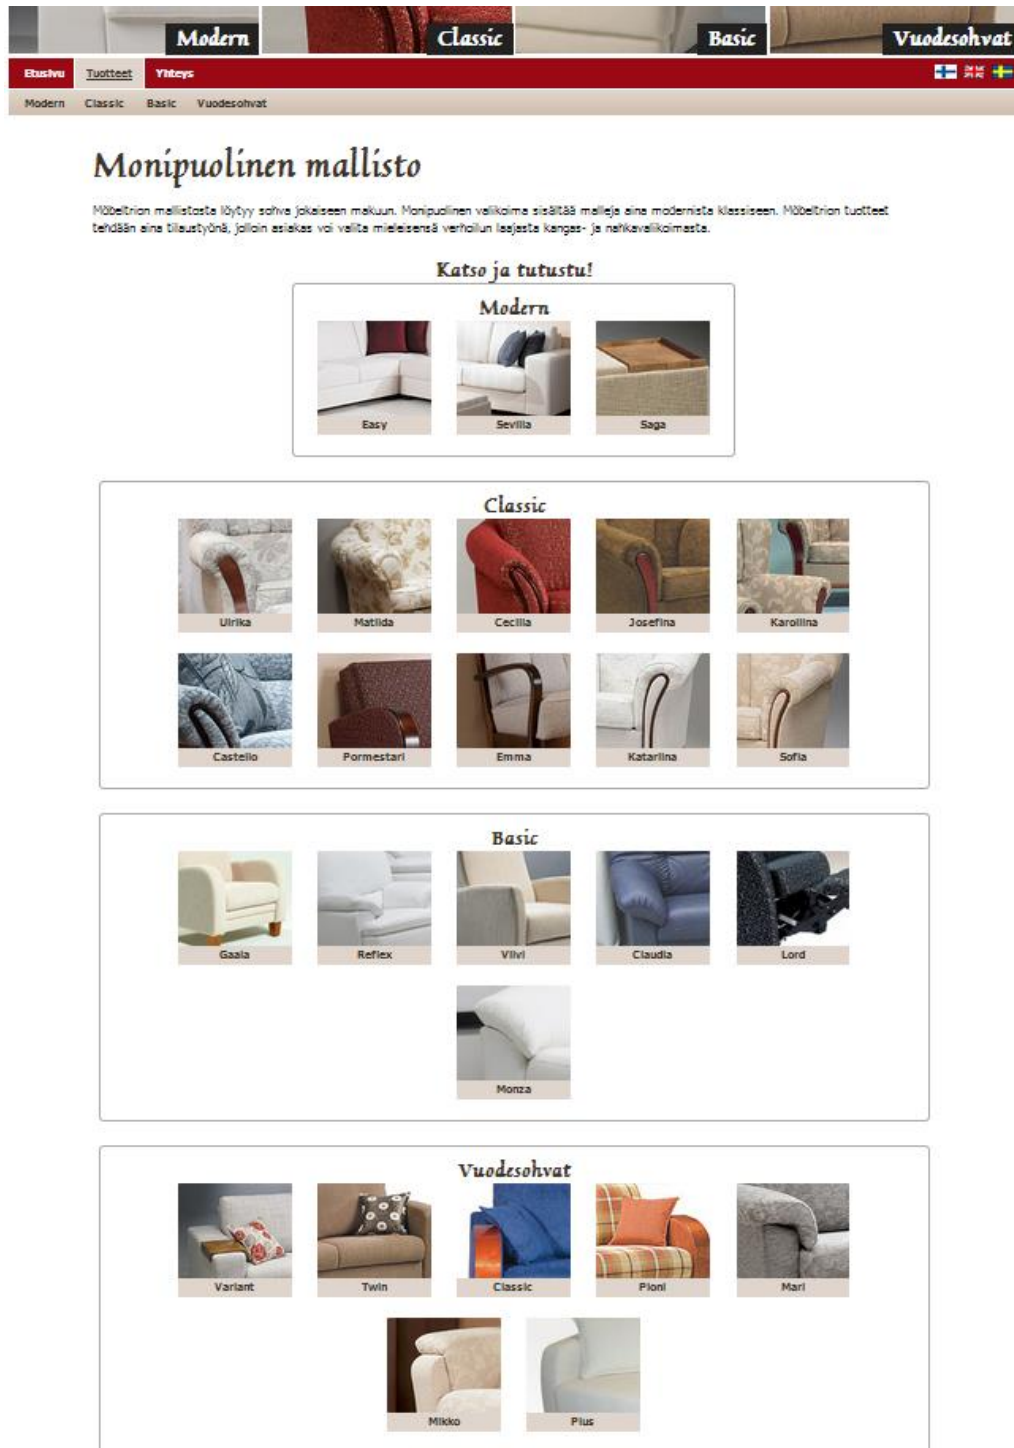 Modern Classic Basic Vuodesohvat
Etusivu Tuotteet Yhteys
Modern Classic Basic Vuodesohvat
Monipuolinen mallisto
Möbeltrion mallistosta löytyy sohva jokaiseen makuun. Monipuolinen valikoima sisältää malleja aina modernista klassiseen. Möbeltrion tuotteet
tehdään aina tilaustyönä, jolloin asiakas voi valita mieleisensä verhoilun laajasta kangas- ja nahkavalikoimasta.
Katso ja tutustu!
Modern
Easy Sevilla Saga
Classic
Ulrika Matilda Cecilia Josefina Karoliina
Castello Pormestari Emma Katariina Sofia
Basic
Gaala Reflex Viivi Claudia Lord
Monza
Vuodesohvat
Variant Twin Classic Pioni Mari
Mikko Plus